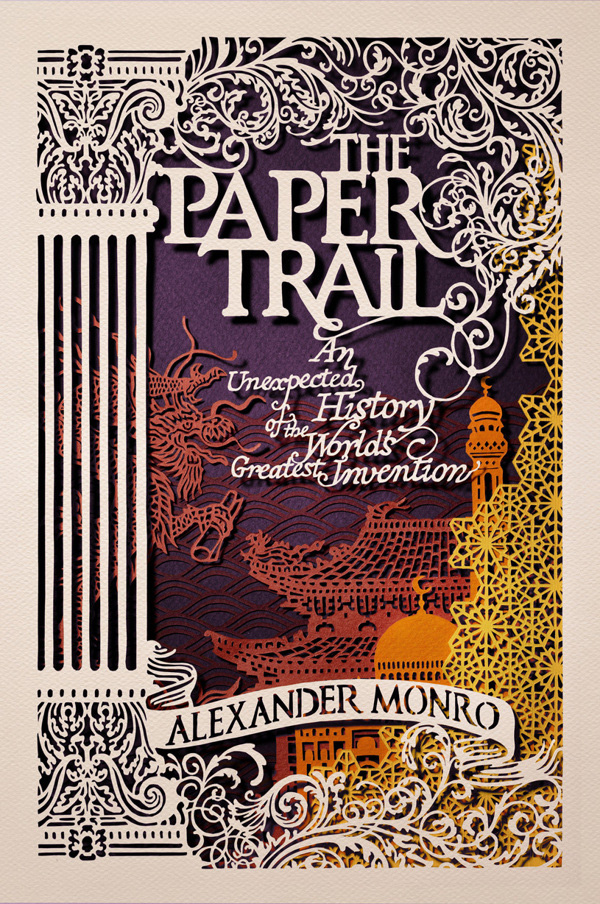 THE
PAPER
TRAIL
An
Unexpected
History
of the World's
Greatest Invention
ALEXANDER MONRO